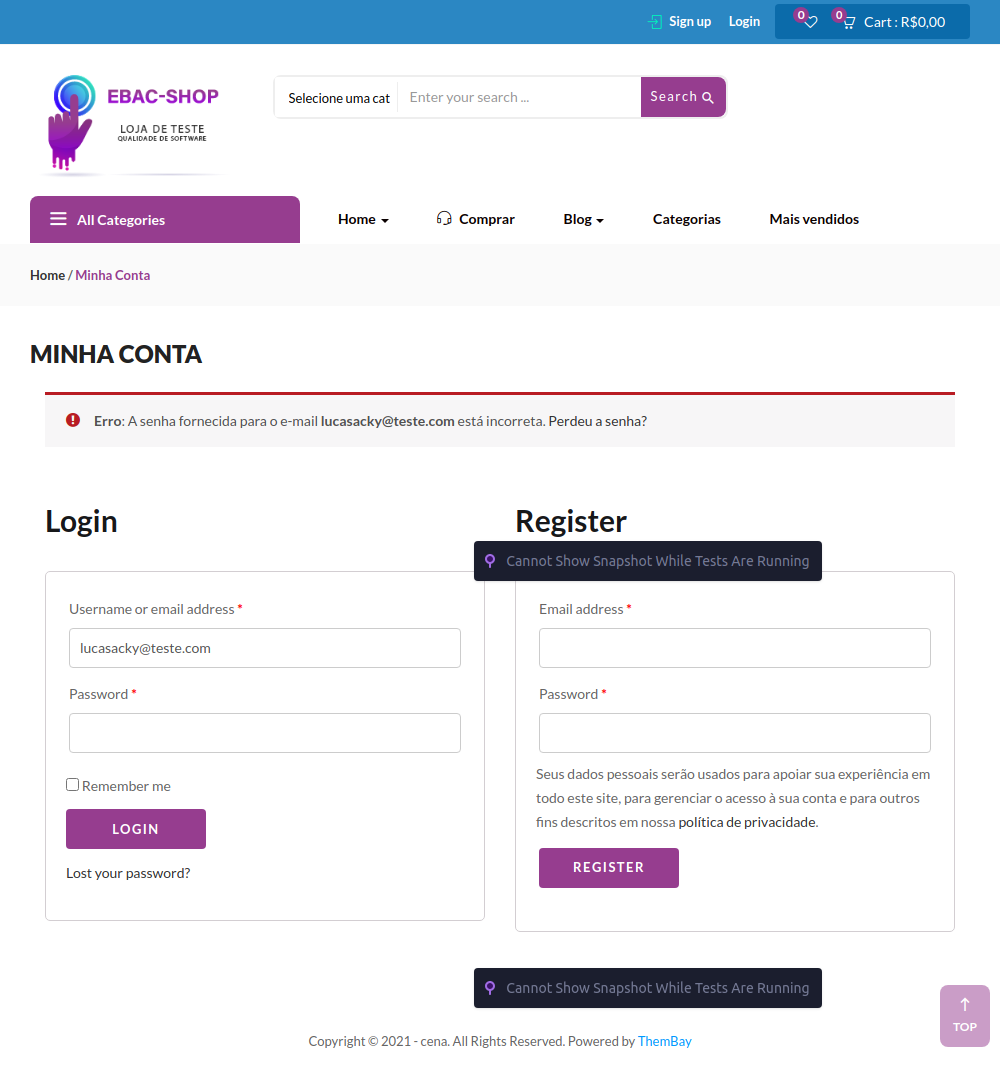 Sign up Login 0 0 Cart : R$0,00
EBAC-SHOP
LOJA DE TESTE
QUALIDADE DE SOFTWARE
Selecione uma cat Enter your search ... Search
All Categories Home Comprar Blog Categorias Mais vendidos
Home / Minha Conta
MINHA CONTA
Erro: A senha fornecida para o e-mail lucasacky@teste.com está incorreta. Perdeu a senha?
Login
Username or email address *
lucasacky@teste.com
Password *
Remember me
LOGIN
Lost your password?
Register
Cannot Show Snapshot While Tests Are Running
Email address *
Password *
Seus dados pessoais serão usados para apoiar sua experiência em
todo este site, para gerenciar o acesso à sua conta e para outros
fins descritos em nossa política de privacidade.
REGISTER
Cannot Show Snapshot While Tests Are Running
TOP
Copyright © 2021 - cena. All Rights Reserved. Powered by ThemBay